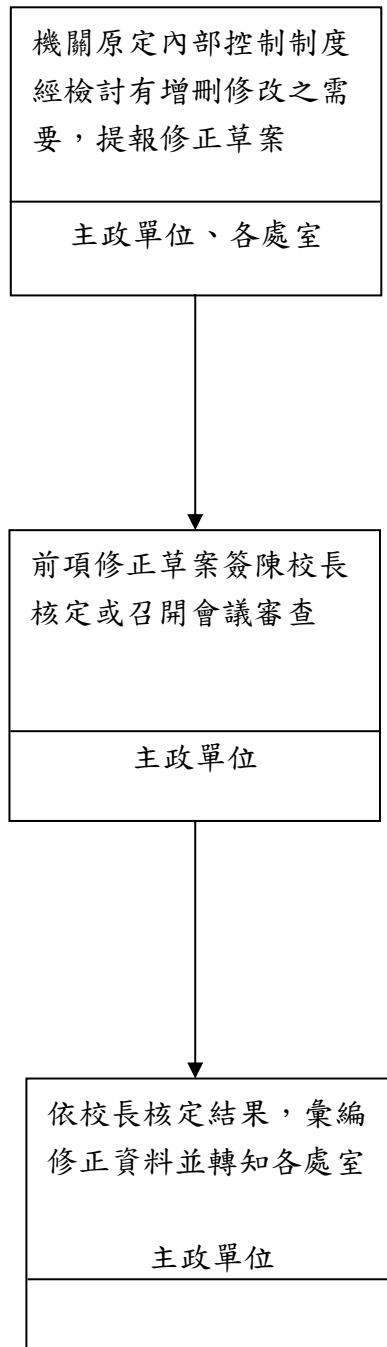 機關原定內部控制制度
經檢討有增刪修改之需
要，提報修正草案
主政單位、各處室
前項修正草案簽陳校長
核定或召開會議審查
主政單位
依校長核定結果，彙編
修正資料並轉知各處室
主政單位